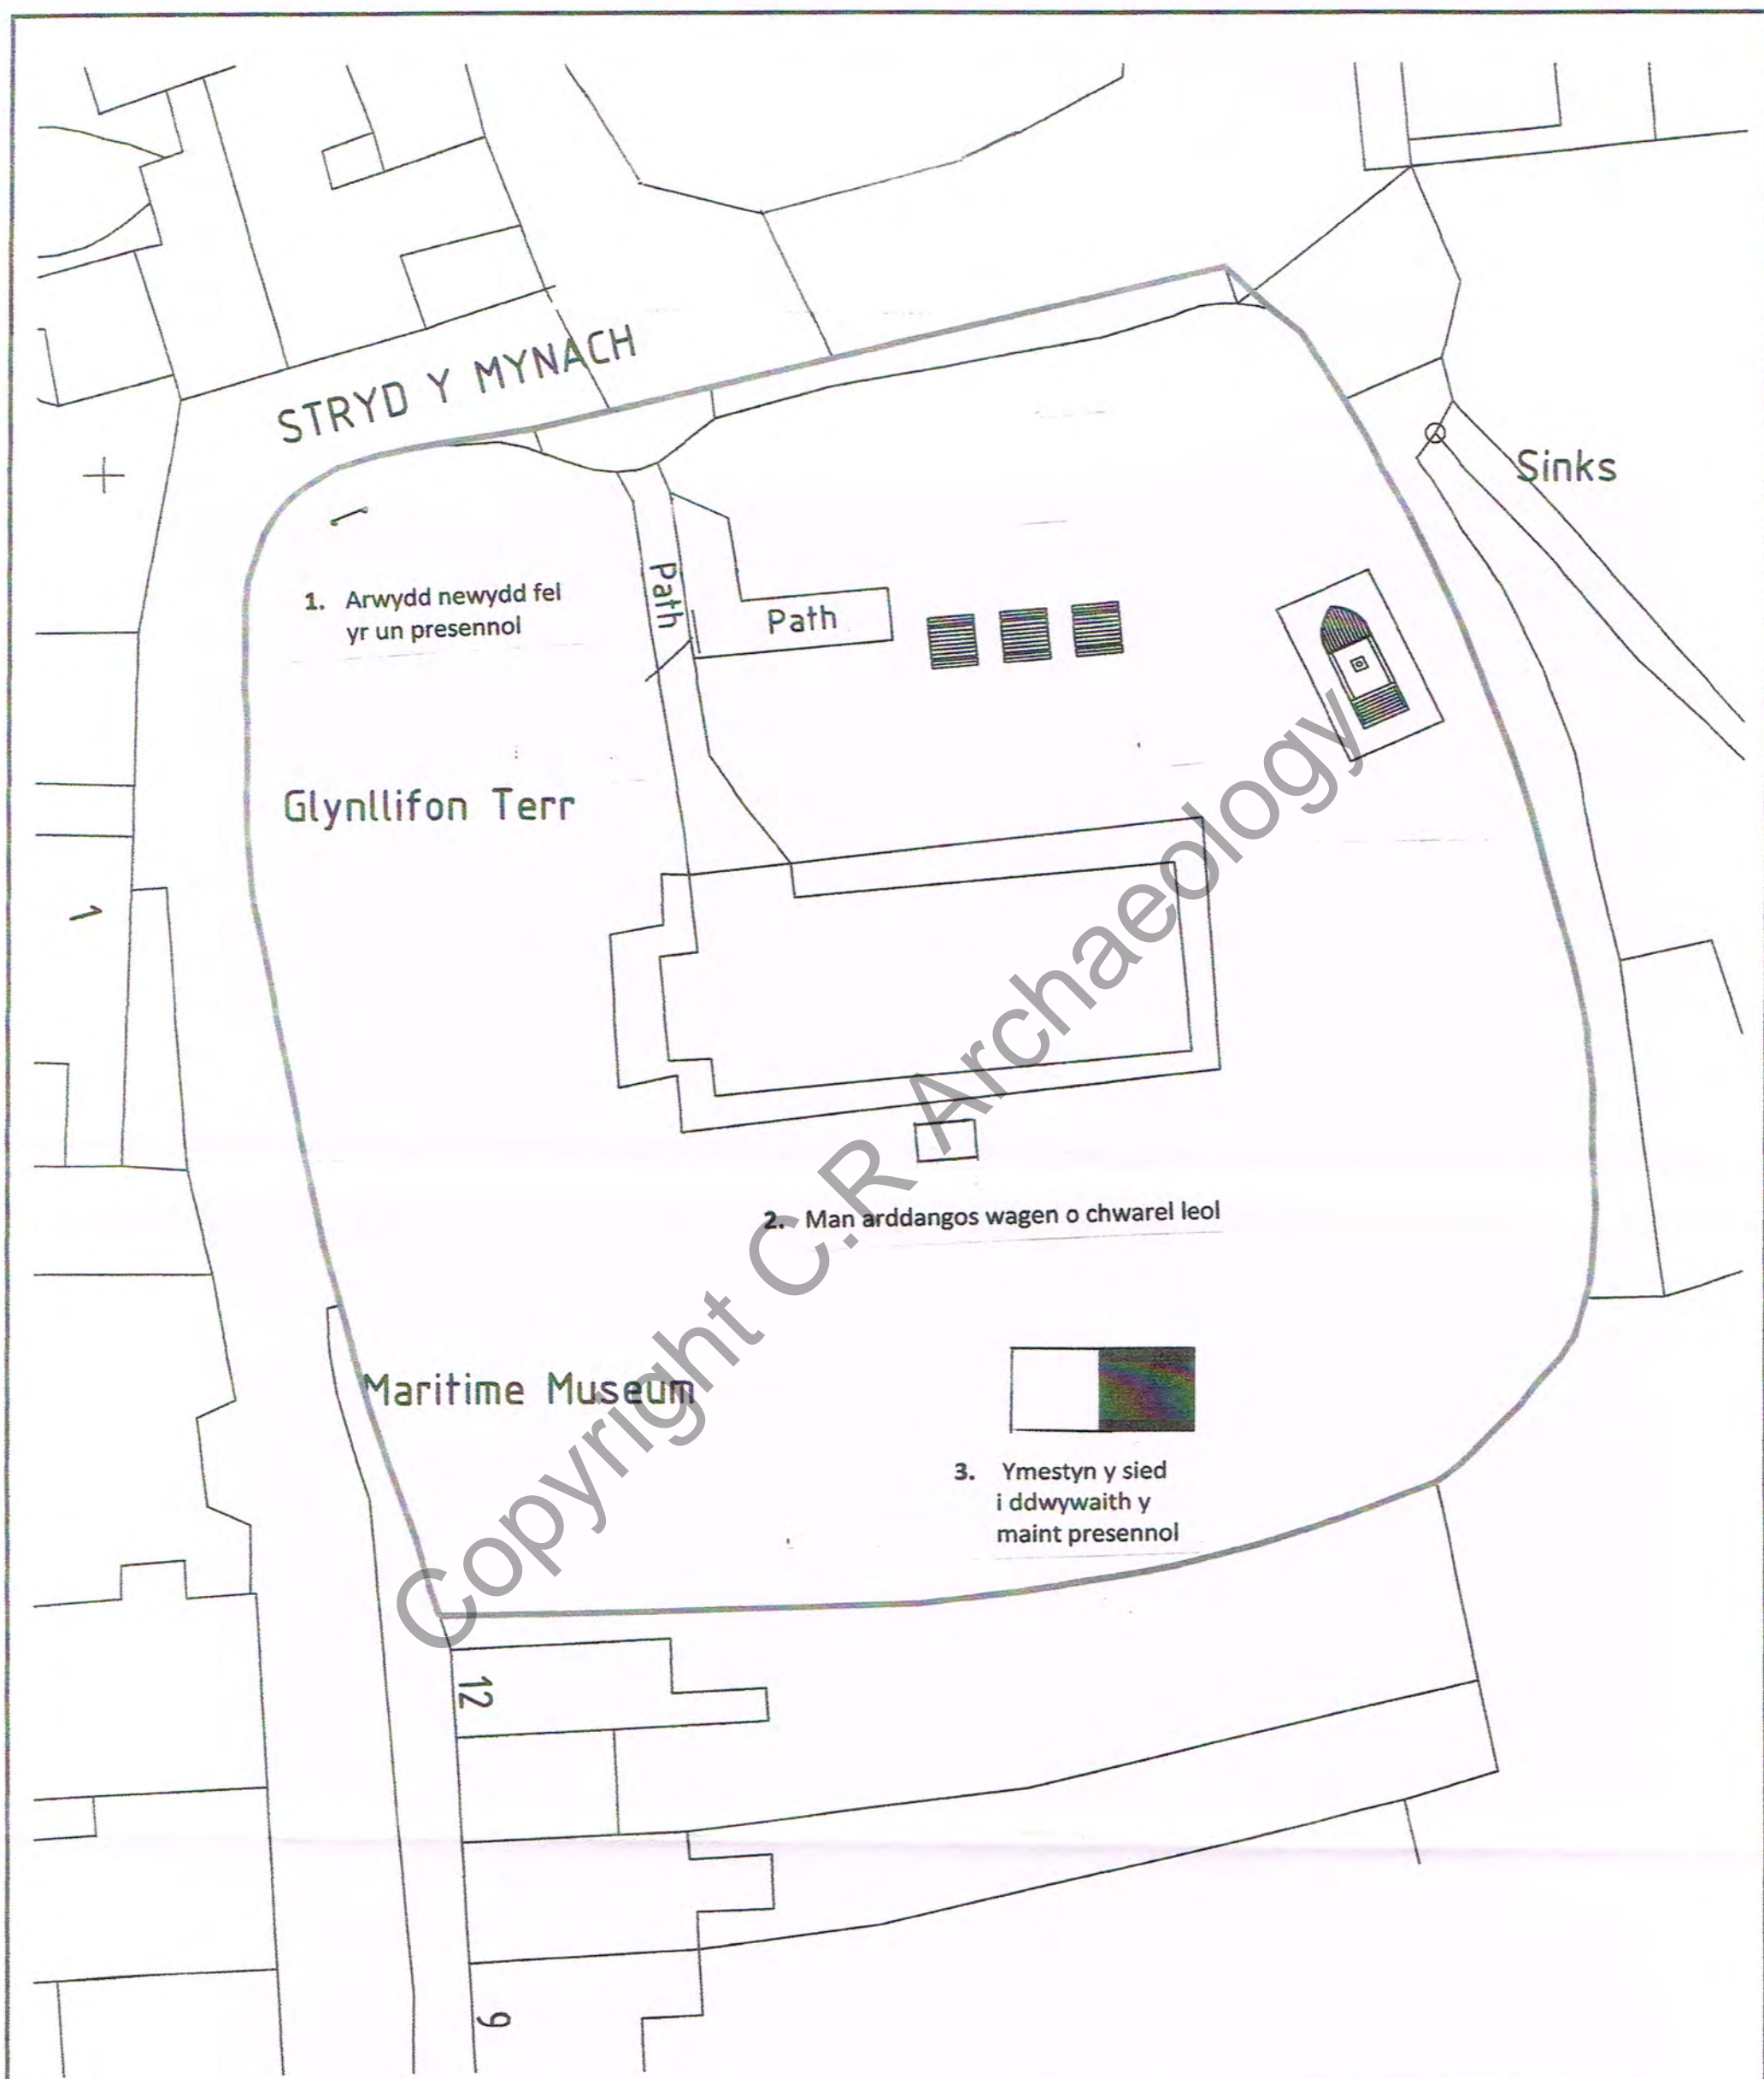 STRYD Y MYNACH
Sinks
1. Arwydd newydd fel
yr un presennol
Path
Path
Glynllifon Terr
1
2. Man arddangos wagen o chwarel leol
Maritime Museum
3. Ymestyn y sied
i ddwywaith y
maint presennol
12
9
Copyright C.R Archaeology